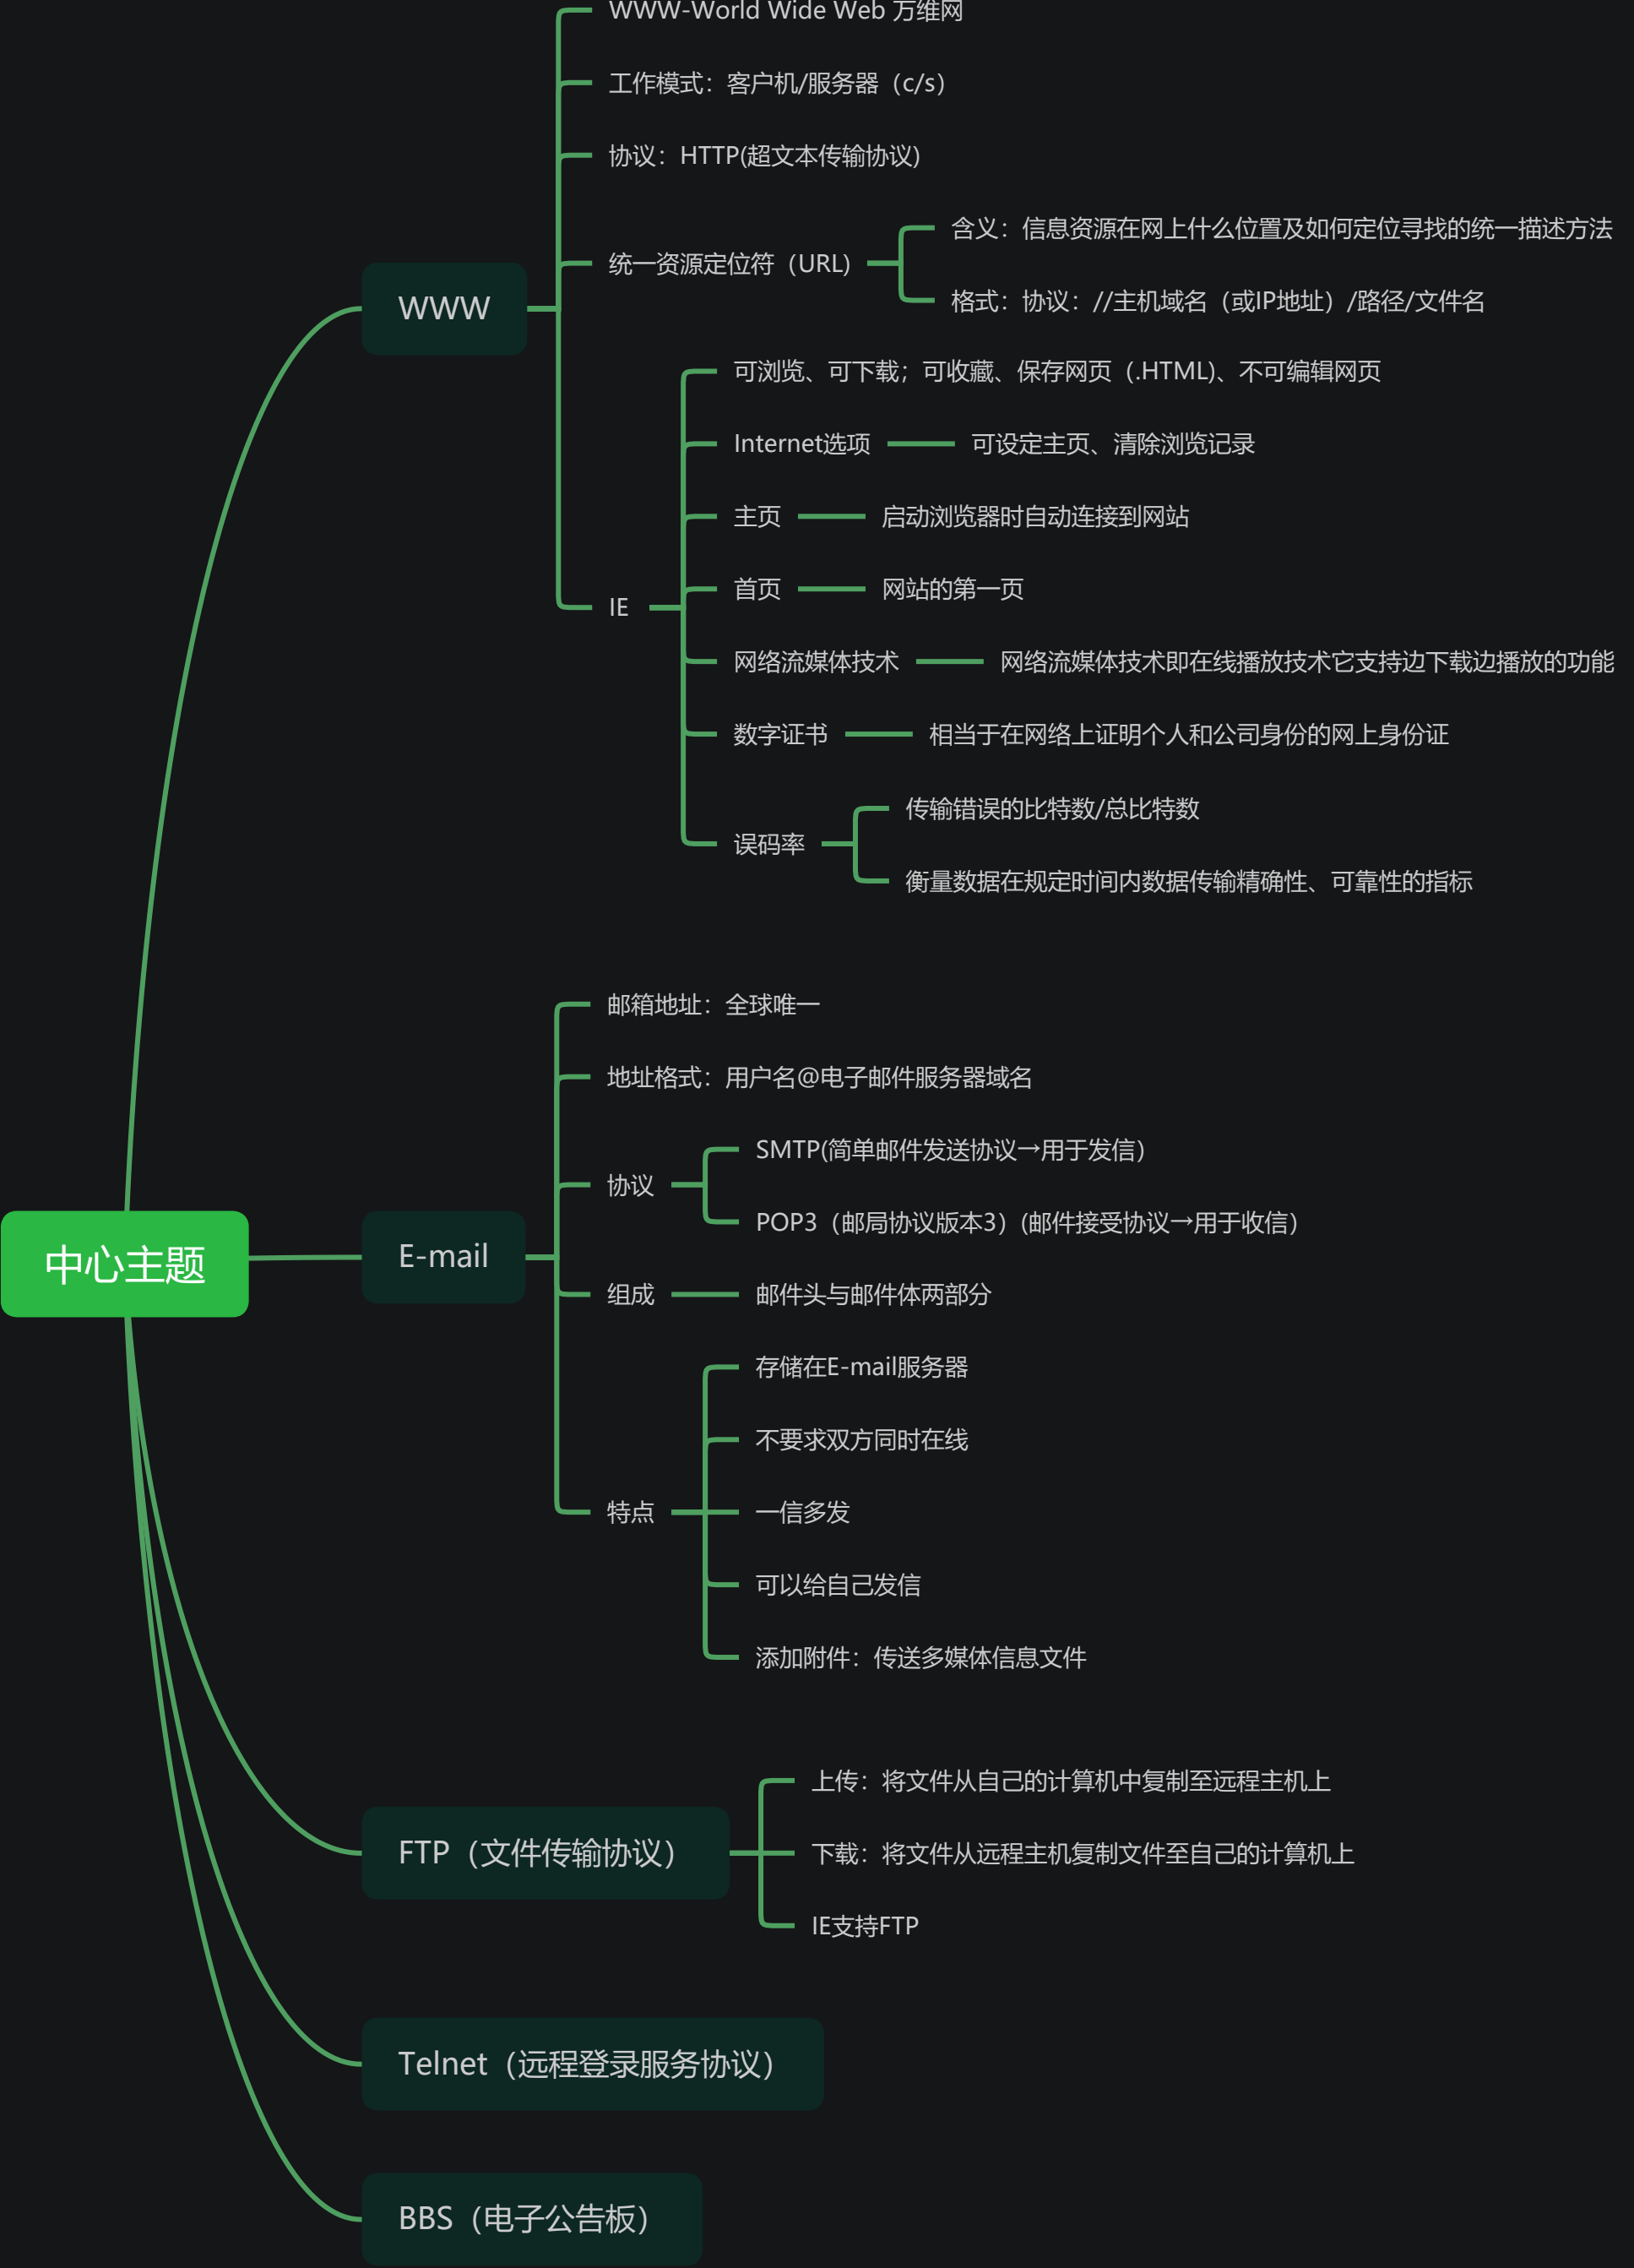 WWW-World Wide Web 万维网
工作模式：客户机/服务器（c/s）
协议：HTTP(超文本传输协议)
统一资源定位符（URL)
含义：信息资源在网上什么位置及如何定位寻找的统一描述方法
格式：协议：//主机域名（或IP地址）/路径/文件名
WWW
可浏览、可下载；可收藏、保存网页（.HTML)、不可编辑网页
Internet选项
可设定主页、清除浏览记录
主页
启动浏览器时自动连接到网站
首页
网站的第一页
IE
网络流媒体技术
网络流媒体技术即在线播放技术它支持边下载边播放的功能
数字证书
相当于在网络上证明个人和公司身份的网上身份证
误码率
传输错误的比特数/总比特数
衡量数据在规定时间内数据传输精确性、可靠性的指标
邮箱地址：全球唯一
地址格式：用户名@电子邮件服务器域名
协议
SMTP(简单邮件发送协议→用于发信）
POP3（邮局协议版本3）(邮件接受协议→用于收信）
中心主题
E-mail
组成
邮件头与邮件体两部分
特点
存储在E-mail服务器
不要求双方同时在线
一信多发
可以给自己发信
添加附件：传送多媒体信息文件
FTP（文件传输协议）
上传：将文件从自己的计算机中复制至远程主机上
下载：将文件从远程主机复制文件至自己的计算机上
IE支持FTP
Telnet（远程登录服务协议）
BBS（电子公告板）